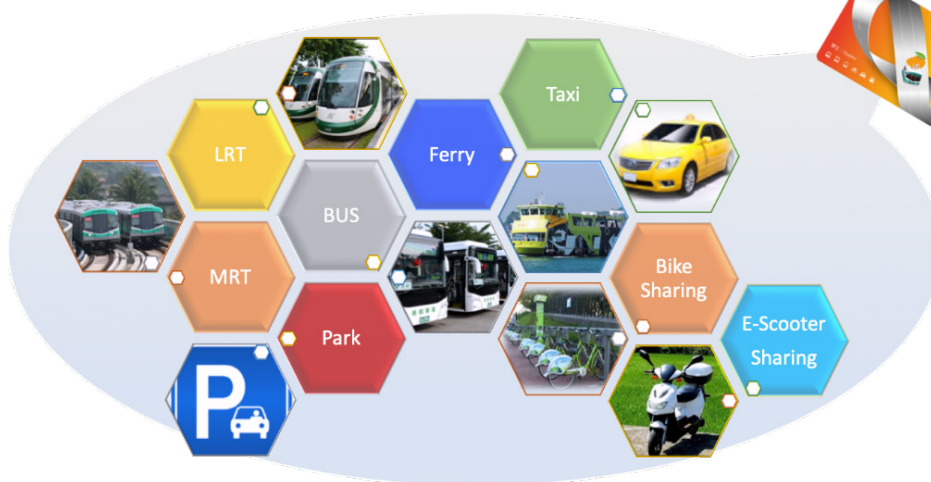 Taxi
LRT
Ferry
BUS
MRT
Bike
Sharing
Park
E-Scooter
Sharing
P